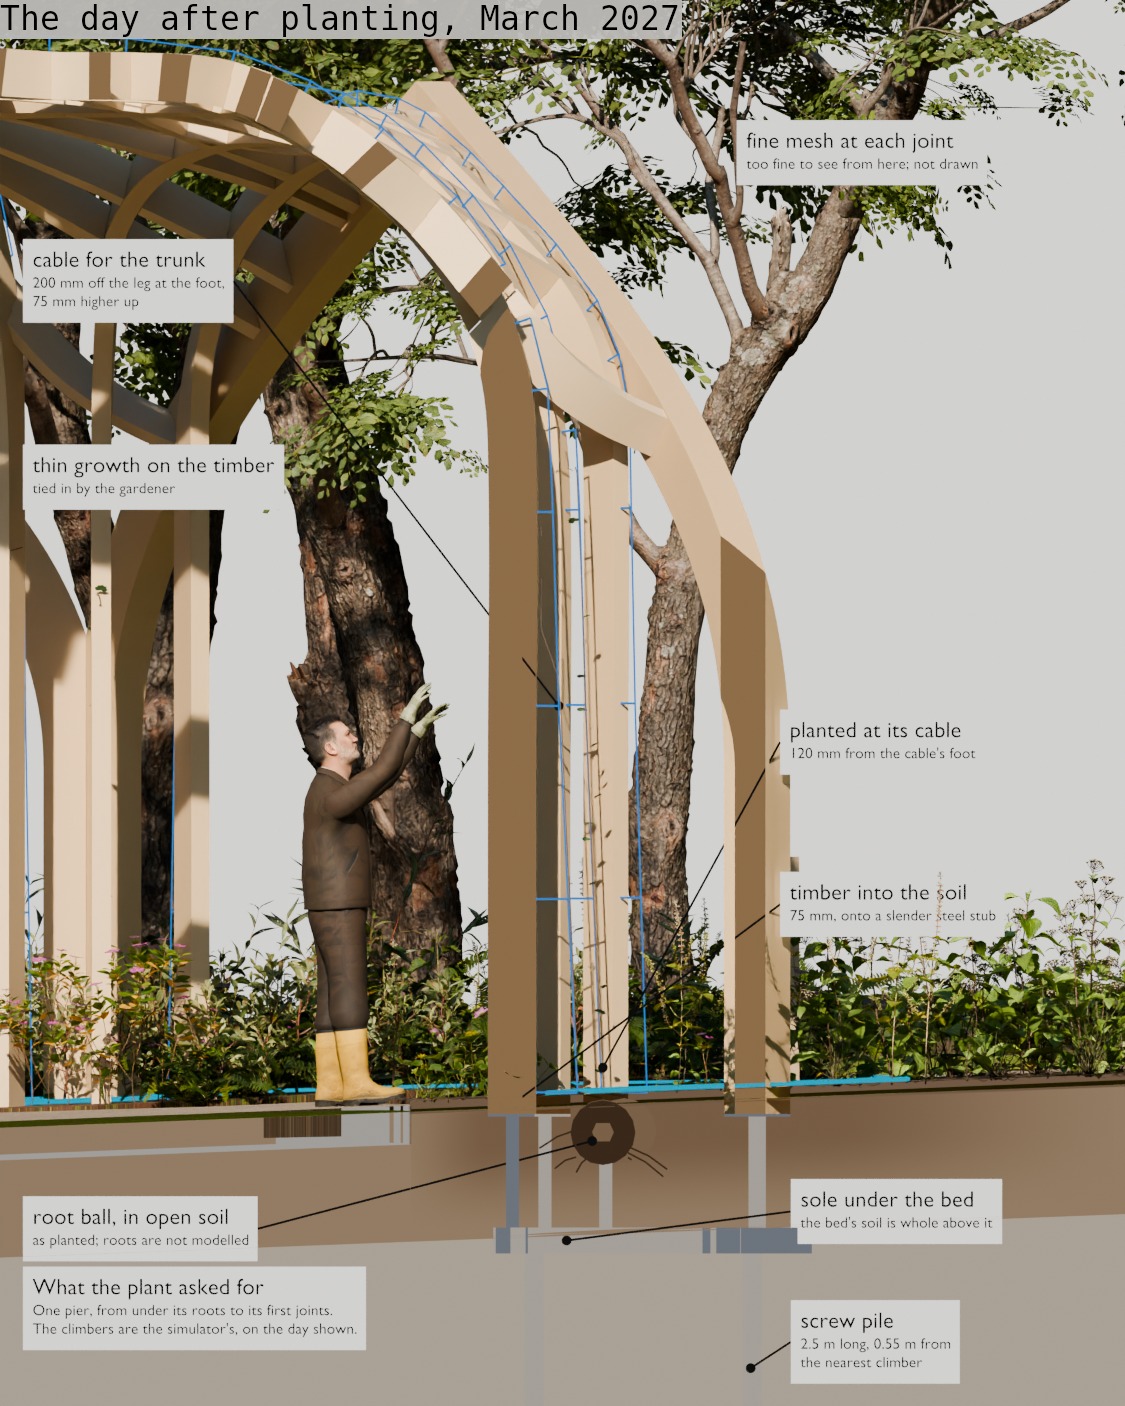 The day after planting, March 2027
fine mesh at each joint
too fine to see from here; not drawn
cable for the trunk
200 mm off the leg at the foot,
75 mm higher up
thin growth on the timber
tied in by the gardener
planted at its cable
120 mm from the cable's foot
timber into the soil
75 mm, onto a slender steel stub
root ball, in open soil
as planted; roots are not modelled
sole under the bed
the bed's soil is whole above it
What the plant asked for
One pier, from under its roots to its first joints.
The climbers are the simulator's, on the day shown.
screw pile
2.5 m long, 0.55 m from
the nearest climber